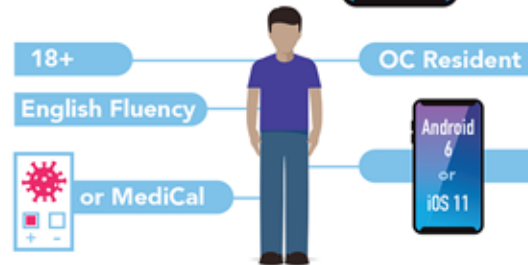 18+
OC Resident
English Fluency
Android
6
or
iOS 11
or MediCal
+ -